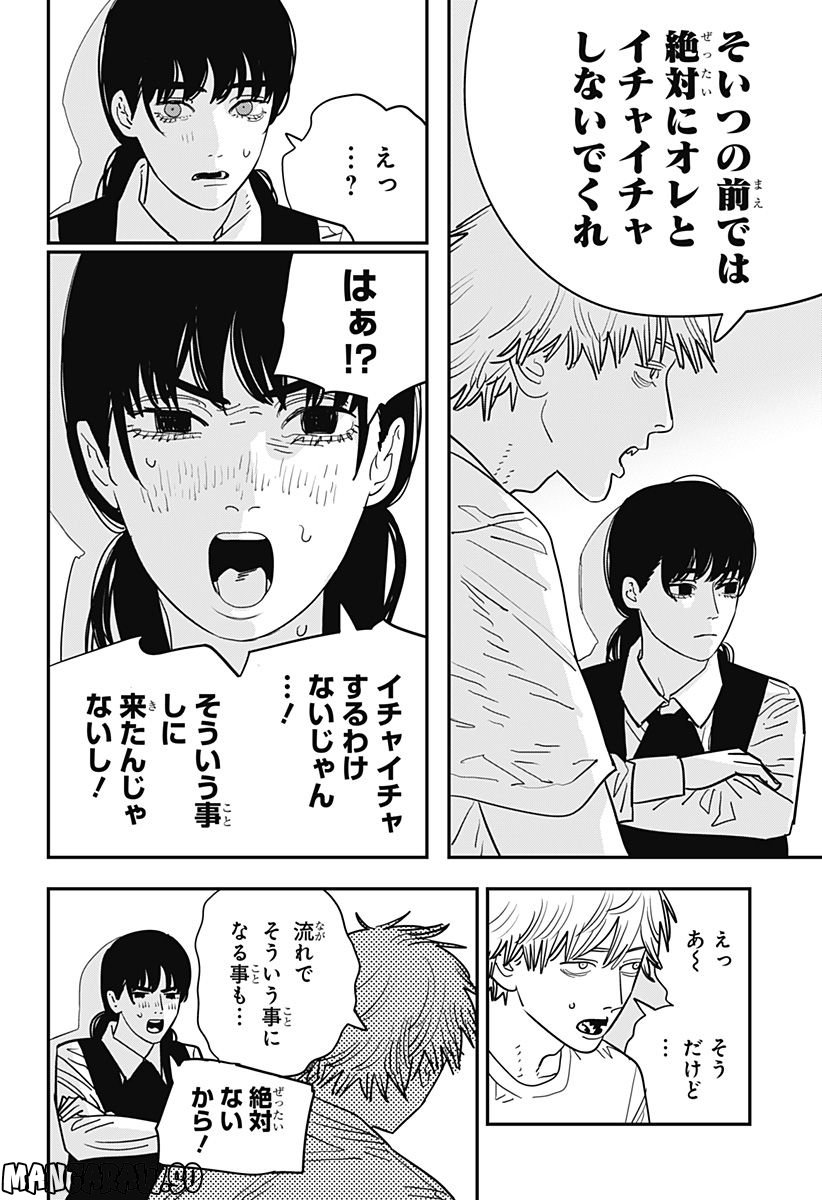 そいつの前では
絶対にオレと
イチャイチャ
しないでくれ
えっ
…?
はぁ!?
イチャイチャ
するわけ
ないじゃん
…!
そういう事
しに
来たんじゃ
ないし!
えっ
あ〜
そう
だけど
…
流れで
そういう事に
なる事も…
絶対
ない
から!
MANGARAW.SO